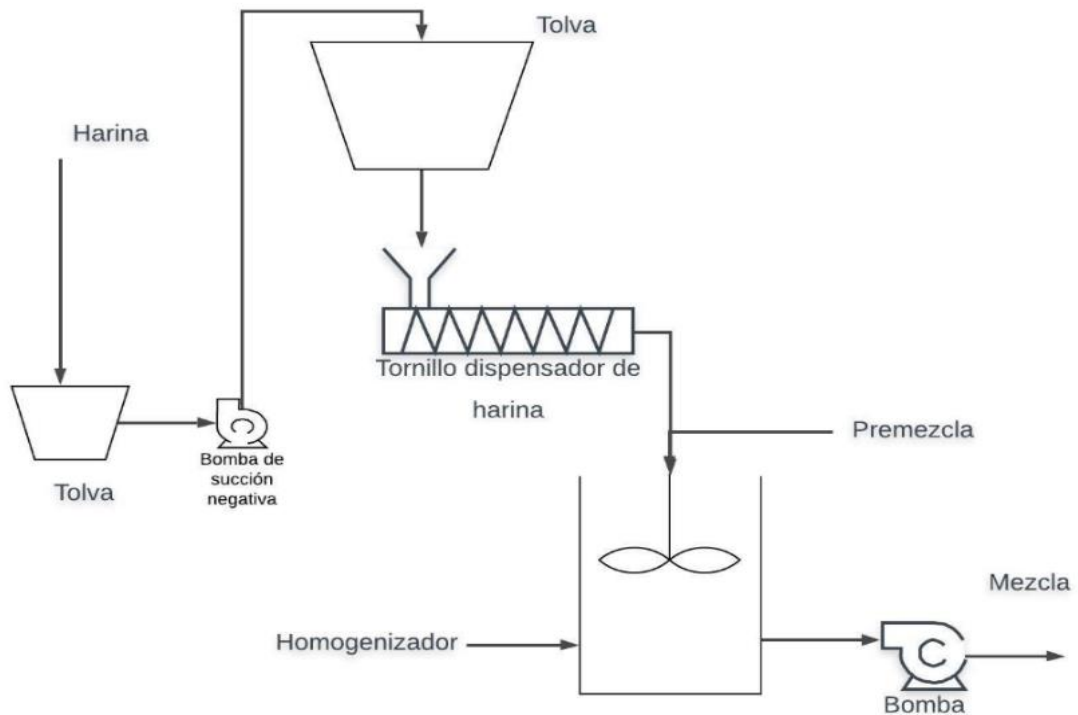 Tolva
Harina
Tornillo dispensador de
harina
Premezcla
Bomba de
succión
negativa
Tolva
Mezcla
Homogenizador
Bomba